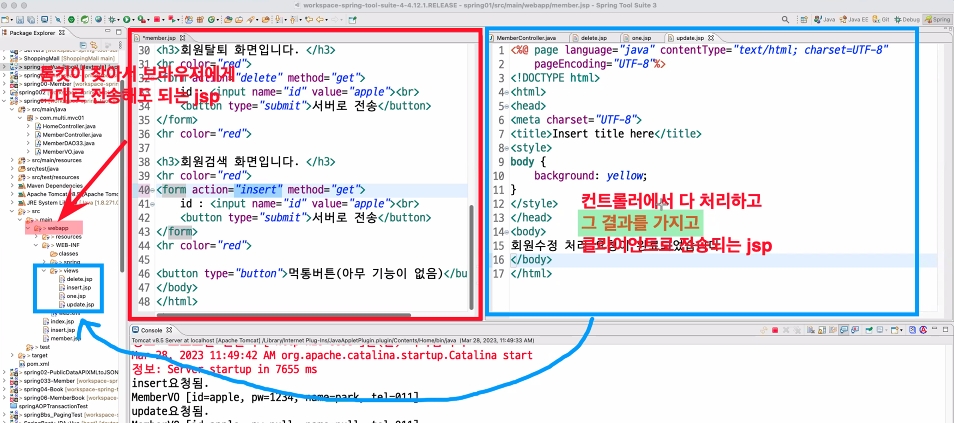 workspace-spring-tool-suite-4-4.12.1.RELEASE - spring01/src/main/webapp/member.jsp - Spring Tool Suite 3
Java
Java EE
Git
Debug
Spring
Package Explorer
Servers
ShoppingMall
톰킷이 찾아서 브라우저에게
그대로 전송해도 되는 jsp
src/main/java
com.multi.mvc01
HomeController.java
MemberController.java
MemberDAO3.java
MemberVO.java
src/main/resources
src/test/java
src/test/resources
Maven Dependencies
JRE System Library
src
main
webapp
resources
WEB-INF
classes
spring
views
delete.jsp
insert.jsp
one.jsp
update.jsp
index.jsp
insert.jsp
member.jsp
test
target
pom.xml
spring02-PublicDataAPIXMLtoJSON
spring03-Member
spring04-Book
spring06-MemberBook
springAOPTransactionTest
springBbs_PagingTest
*member.jsp
30 <h3>회원탈퇴 화면입니다. </h3>
31 <hr color="red">
"delete" method="get">
id : <input name="id" value="apple"><br>
34 <button type="submit">서버로 전송</button>
35 </form>
36 <hr color="red">
37
38 <h3>회원검색 화면입니다. </h3>
39 <hr color="red">
40 <form action="insert" method="get">
41 id : <input name="id" value="apple"><br>
42 <button type="submit">서버로 전송</button>
43 </form>
44 <hr color="red">
45
46 <button type="button">먹통버튼(아무 기능이 없음)</bu
47 </body>
48 </html>
MemberController.java
delete.jsp
one.jsp
update.jsp
1 <%@ page language="java" contentType="text/html; charset=UTF-8"
2 pageEncoding="UTF-8"%>
3 <!DOCTYPE html>
4 <html>
5 <head>
6 <meta charset="UTF-8">
7 <title>Insert title here</title>
8 <style>
9 body {
10 background: yellow;
11 }
12 </style>
13 </head>
14 <body>
15 회원수정 처리
16 </body>
17 </html>
컨트롤러에서 다 처리하고
그 결과를 가지고
클라이언트로 전송되는 jsp
Console
Tomcat v8.5 Server at localhost [Apache Tomcat] /Library/Internet Plug-Ins/JavaAppletPlugin.plugin/Contents/Home/bin/java (Mar 28, 2023, 11:49:33 AM)
Mar 28, 2023 11:49:42 AM org.apache.catalina.startup.Catalina start
정보: Server startup in 7655 ms
insert요청됨.
MemberVO [id=apple, pw=1234, name=park, tel=011]
update요청됨.